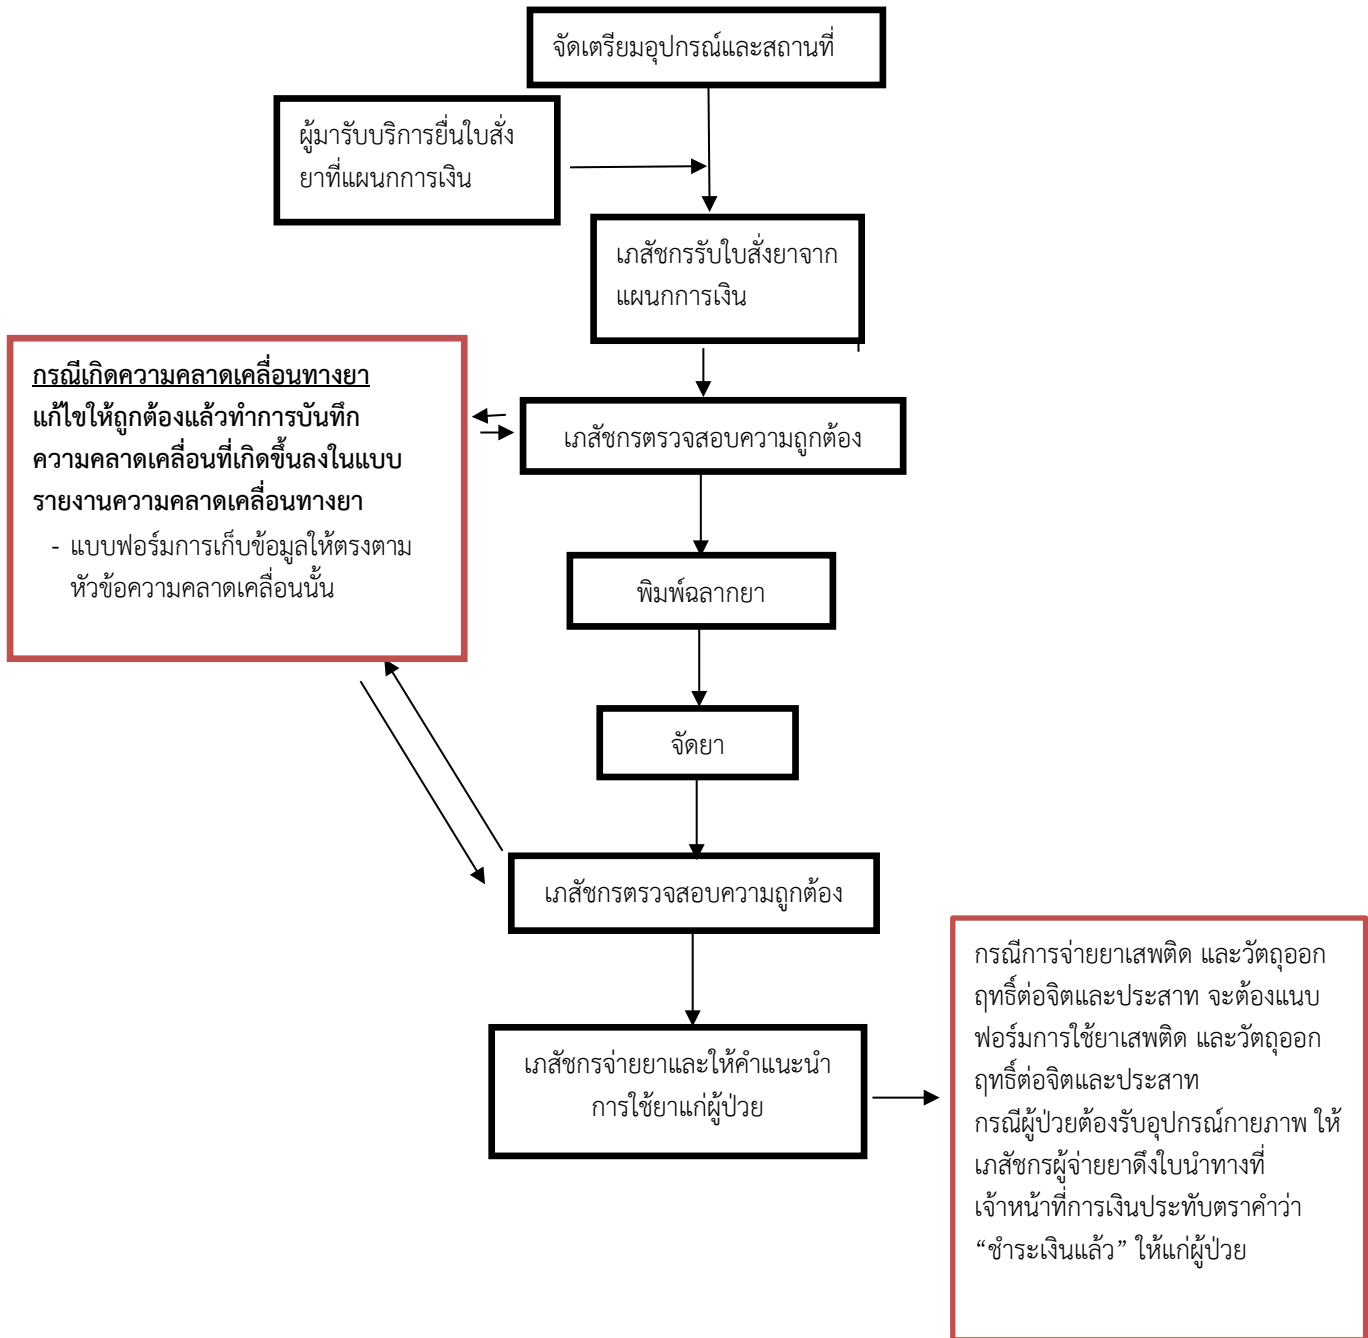 จัดเตรียมอุปกรณ์และสถานที่
ผู้มารับบริการยื่นใบสั่ง
ยาที่แผนกการเงิน
เภสัชกรรับใบสั่งยาจาก
แผนกการเงิน
กรณีเกิดความคลาดเคลื่อนทางยา
แก้ไขให้ถูกต้องแล้วทำการบันทึก
ความคลาดเคลื่อนที่เกิดขึ้นลงในแบบ
รายงานความคลาดเคลื่อนทางยา
- แบบฟอร์มการเก็บข้อมูลให้ตรงตาม
หัวข้อความคลาดเคลื่อนนั้น
เภสัชกรตรวจสอบความถูกต้อง
พิมพ์ฉลากยา
จัดยา
เภสัชกรตรวจสอบความถูกต้อง
เภสัชกรจ่ายยาและให้คำแนะนำ
การใช้ยาแก่ผู้ป่วย
กรณีการจ่ายยาเสพติด และวัตถุออก
ฤทธิ์ต่อจิตและประสาท จะต้องแนบ
ฟอร์มการใช้ยาเสพติด และวัตถุออก
ฤทธิ์ต่อจิตและประสาท
กรณีผู้ป่วยต้องรับอุปกรณ์กายภาพ ให้
เภสัชกรผู้จ่ายยาดึงใบนำทางที่
เจ้าหน้าที่การเงินประทับตราคำว่า
“ชำระเงินแล้ว” ให้แก่ผู้ป่วย